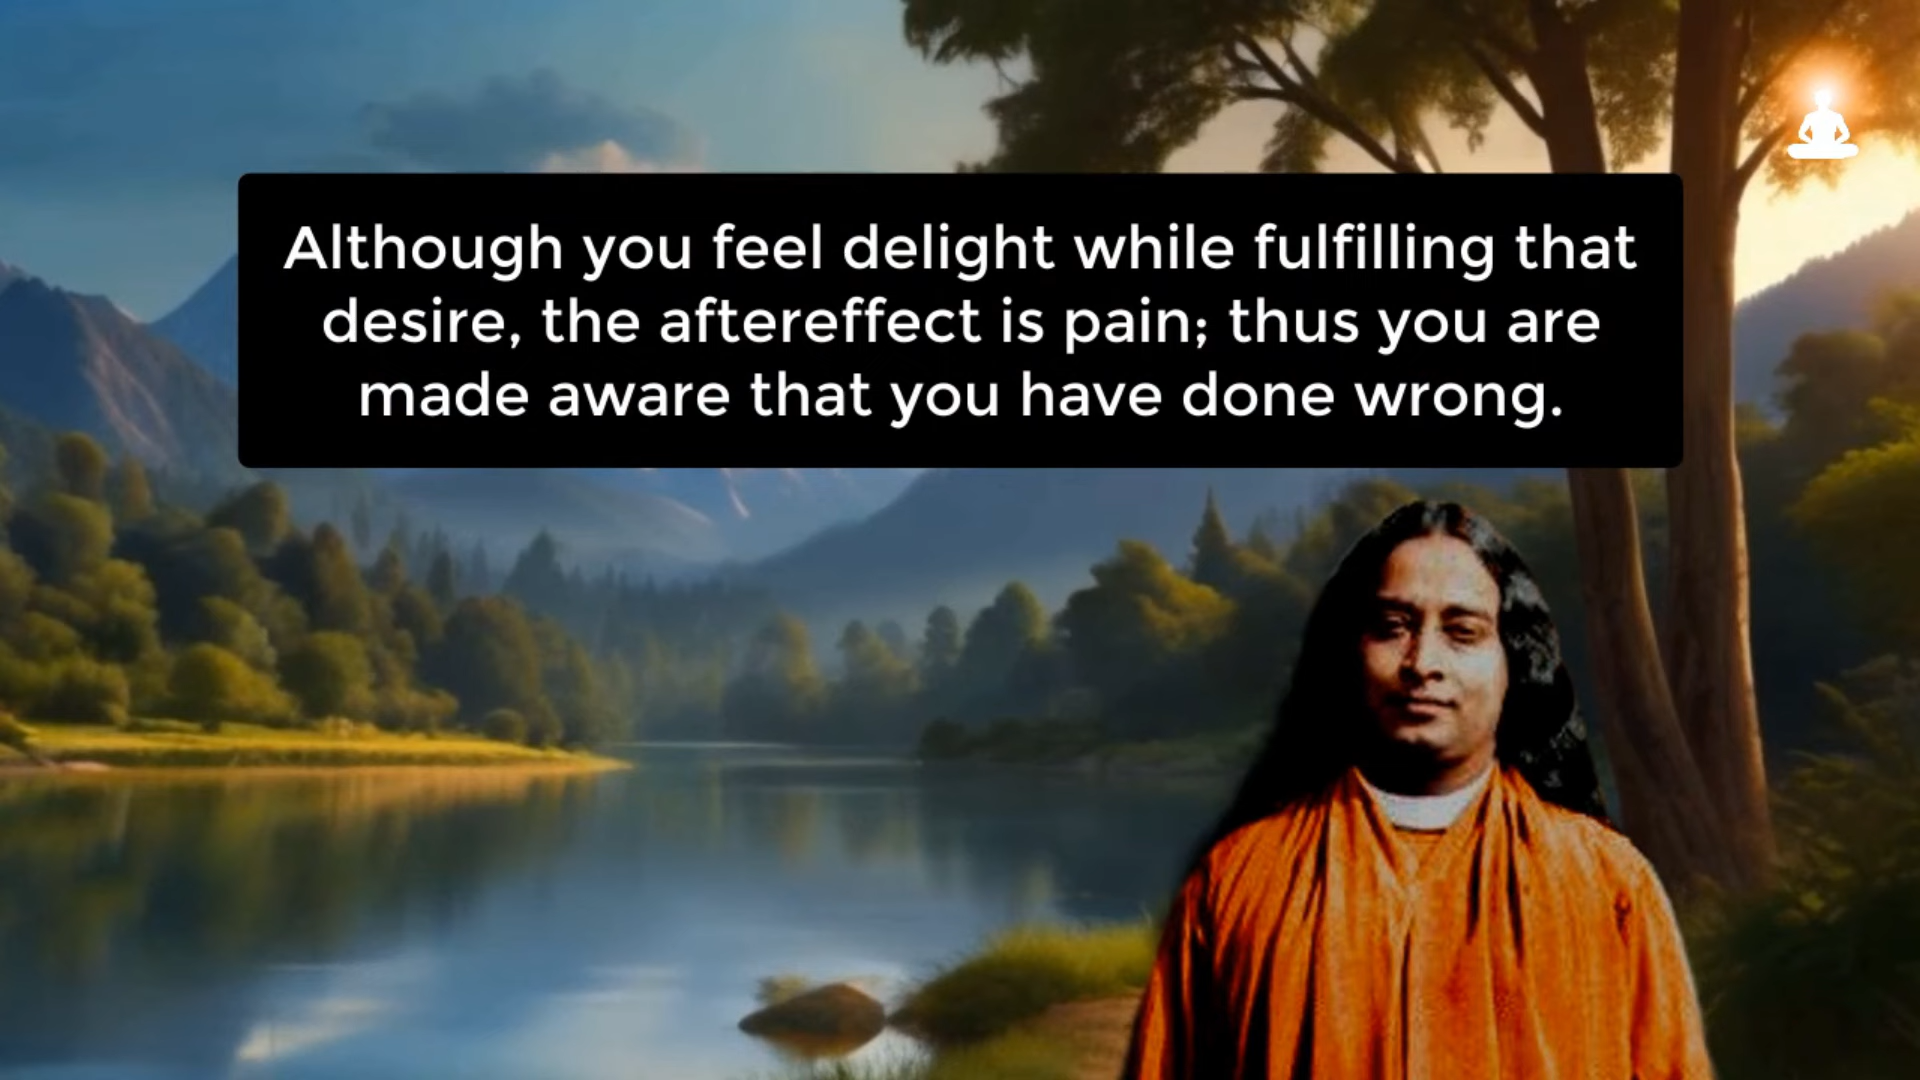 Although you feel delight while fulfilling that
desire, the aftereffect is pain; thus you are
made aware that you have done wrong.